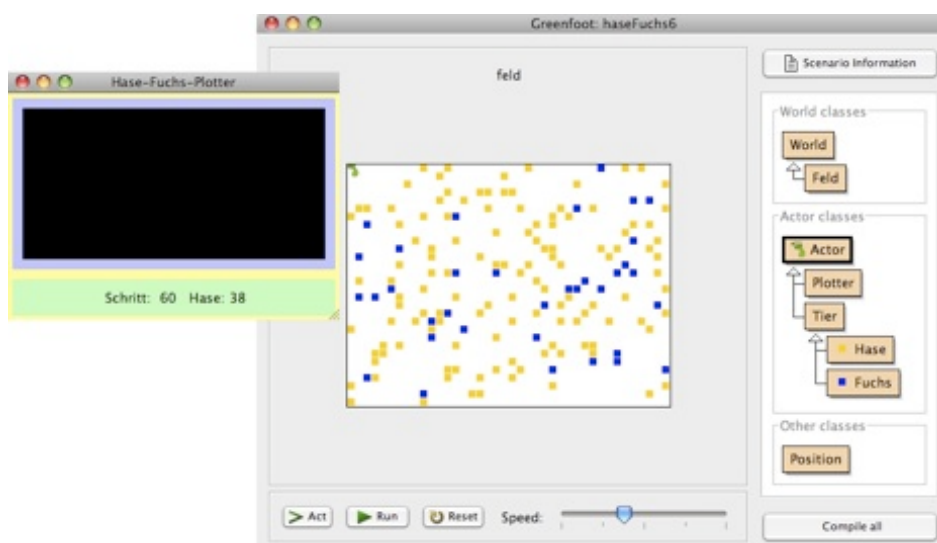 Greenfoot: haseFuchs6
Hase-Fuchs-Plotter
Schritt: 60 Hase: 38
feld
Scenario Information
World classes
World
Feld
Actor classes
Actor
Plotter
Tier
Hase
Fuchs
Other classes
Position
> Act
Run
Reset
Speed:
Compile all